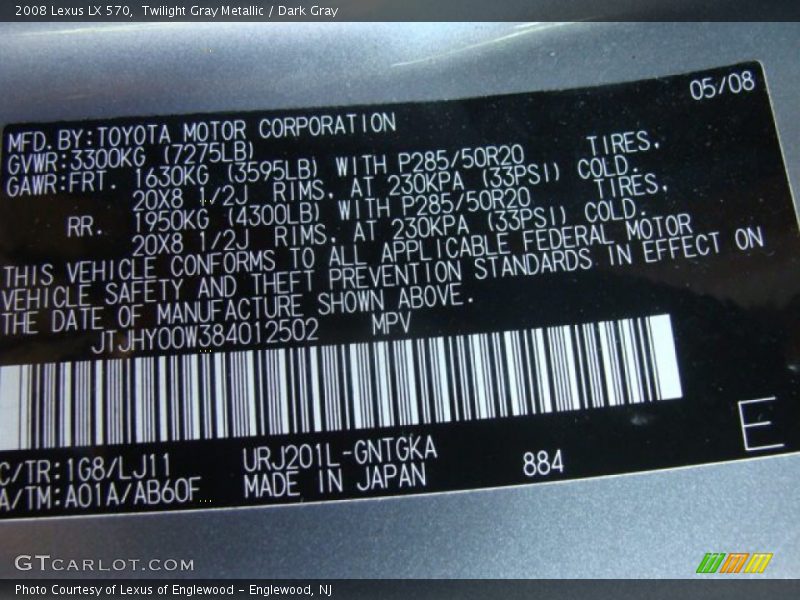 2008 Lexus LX 570, Twilight Gray Metallic / Dark Gray
05/08
MFD.BY:TOYOTA MOTOR CORPORATION
GVWR:3300KG (7275LB)
GAWR:FRT. 1630KG (3595LB) WITH P285/50R20 TIRES,
20X8 1/2J RIMS, AT 230KPA (33PSI) COLD.
RR. 1950KG (4300LB) WITH P285/50R20 TIRES,
20X8 1/2J RIMS, AT 230KPA (33PSI) COLD.
THIS VEHICLE CONFORMS TO ALL APPLICABLE FEDERAL MOTOR
VEHICLE SAFETY AND THEFT PREVENTION STANDARDS IN EFFECT ON
THE DATE OF MANUFACTURE SHOWN ABOVE.
JTJHY00W384012502 MPV
C/TR:1G8/LJ11 URJ201L-GNTGKA 884 E
A/TM:A01A/AB60F MADE IN JAPAN
GTCARLOT.COM
Photo Courtesy of Lexus of Englewood - Englewood, NJ